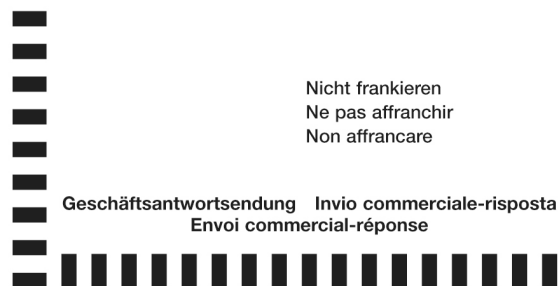 Nicht frankieren
Ne pas affranchir
Non affrancare
Geschäftsantwortsendung Invio commerciale-risposta
Envoi commercial-réponse